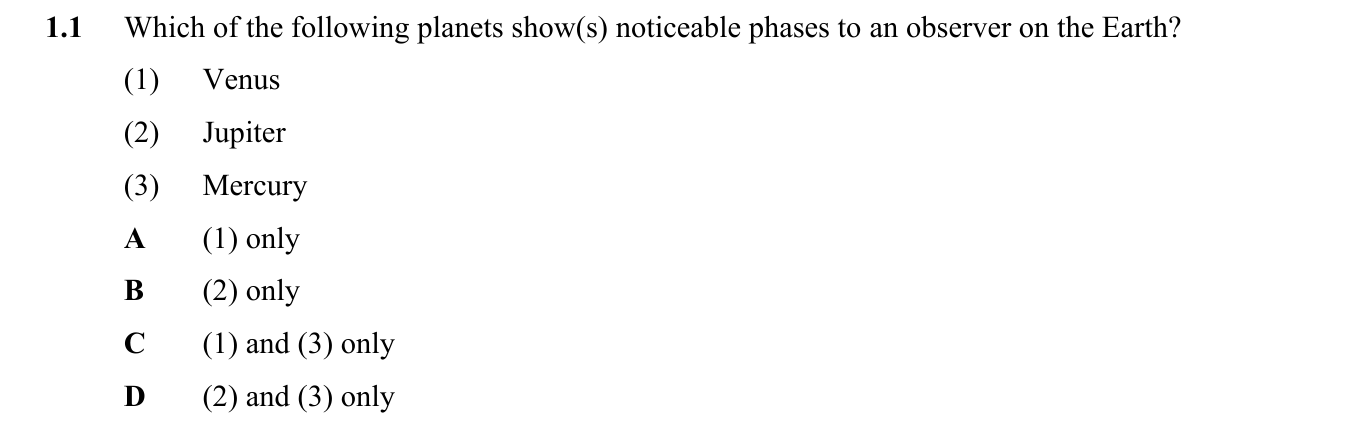 1.1 Which of the following planets show(s) noticeable phases to an observer on the Earth?
(1) Venus
(2) Jupiter
(3) Mercury
A (1) only
B (2) only
C (1) and (3) only
D (2) and (3) only